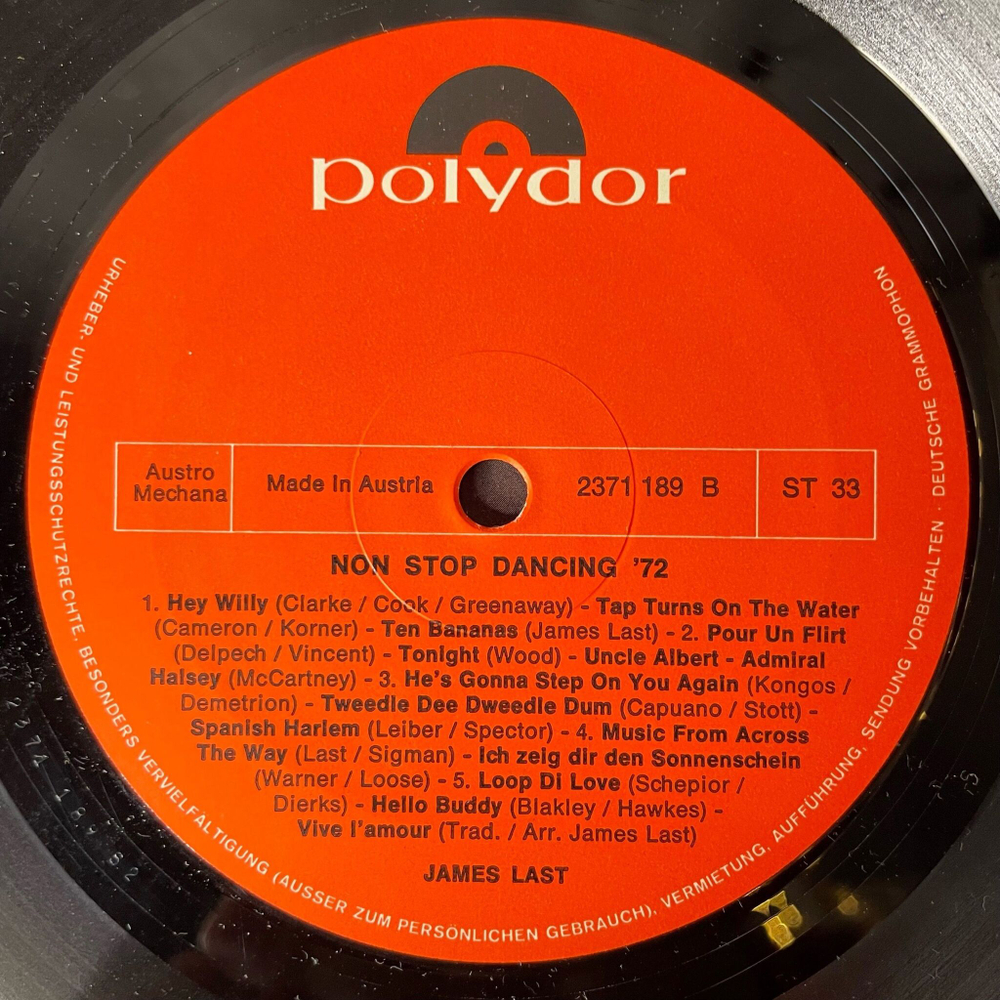 polydor
Austro
Mechana
Made In Austria
2371 189 B
ST 33
NON STOP DANCING '72
1. Hey Willy (Clarke / Cook / Greenaway) - Tap Turns On The Water
(Cameron / Korner) - Ten Bananas (James Last) - 2. Pour Un Flirt
(Delpech / Vincent) - Tonight (Wood) - Uncle Albert - Admiral
Halsey (McCartney) - 3. He's Gonna Step On You Again (Kongos /
Demetrion) - Tweedle Dee Dweedle Dum (Capuano / Stott) -
Spanish Harlem (Leiber / Spector) - 4. Music From Across
The Way (Last / Sigman) - Ich zeig dir den Sonnenschein
(Warner / Loose) - 5. Loop Di Love (Schepior /
Dierks) - Hello Buddy (Blakley / Hawkes) -
Vive l'amour (Trad. / Arr. James Last)
JAMES LAST
URHEBER- UND LEISTUNGSSCHUTZRECHTE. BESONDERS VERVIELFÄLTIGUNG (AUSSER ZUM PERSÖNLICHEN GEBRAUCH), VERMIETUNG, AUFFÜHRUNG, SENDUNG VORBEHALTEN . DEUTSCHE GRAMMOPHON